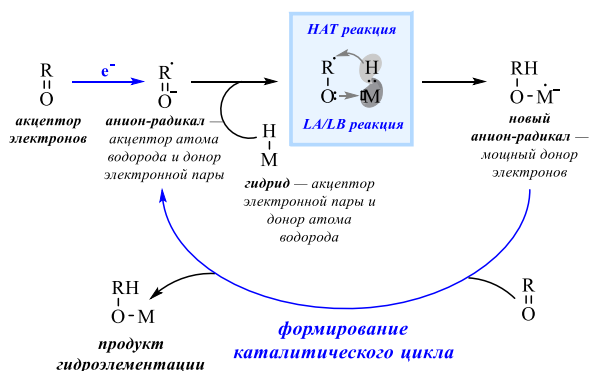 HAT реакция
R
O
акцептор
электронов
e⁻
R˙
O⁻
анион-радикал —
акцептор атома
водорода и донор
электронной пары
H
M
гидрид — акцептор
электронной пары и
донор атома
водорода
R˙ H
O: M
LA/LB реакция
RH
O-M˙⁻
новый
анион-радикал —
мощный донор
электронов
RH
O-M
продукт
гидроэлементации
формирование
каталитического цикла
R
O